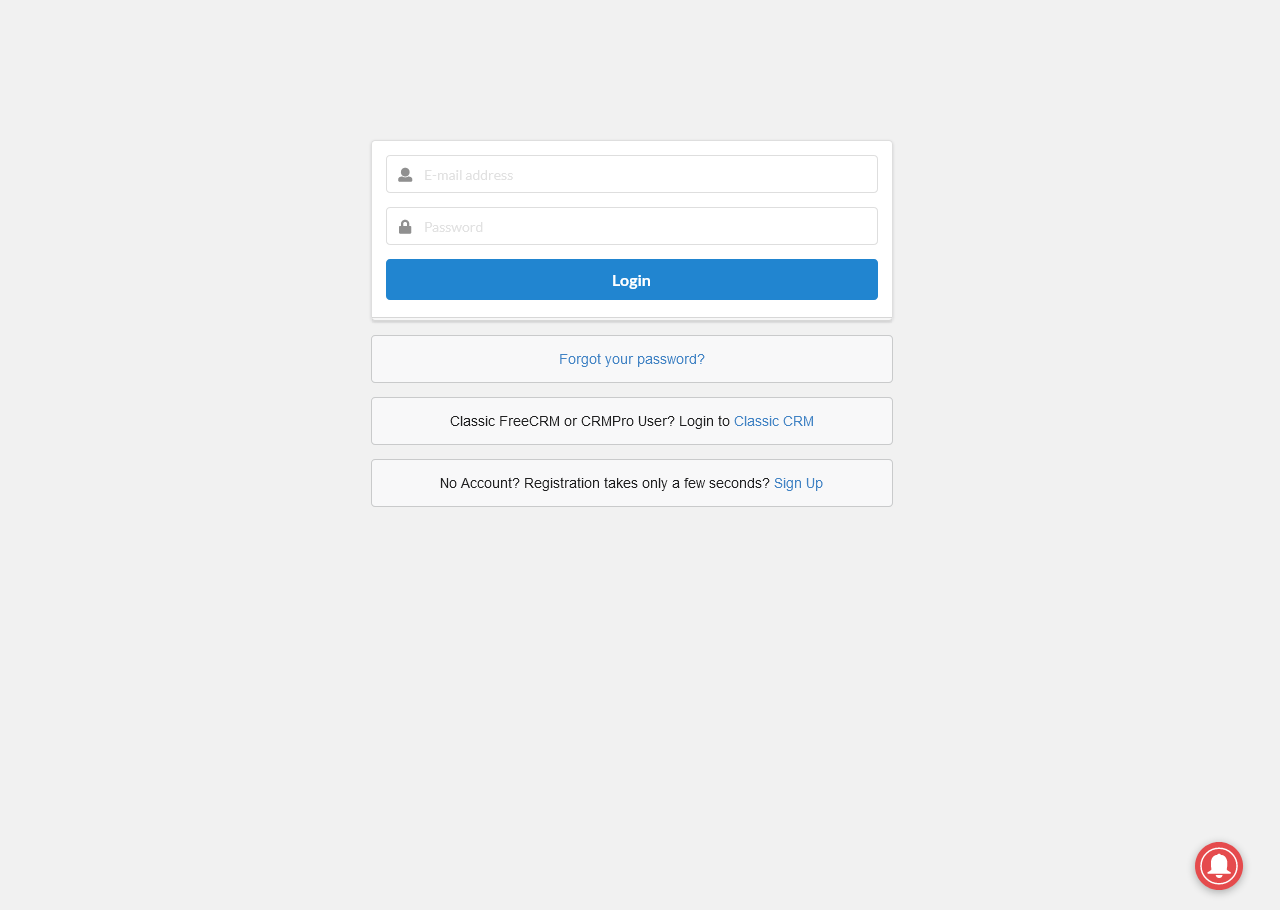 E-mail address
Password
Login
Forgot your password?
Classic FreeCRM or CRMPro User? Login to Classic CRM
No Account? Registration takes only a few seconds? Sign Up